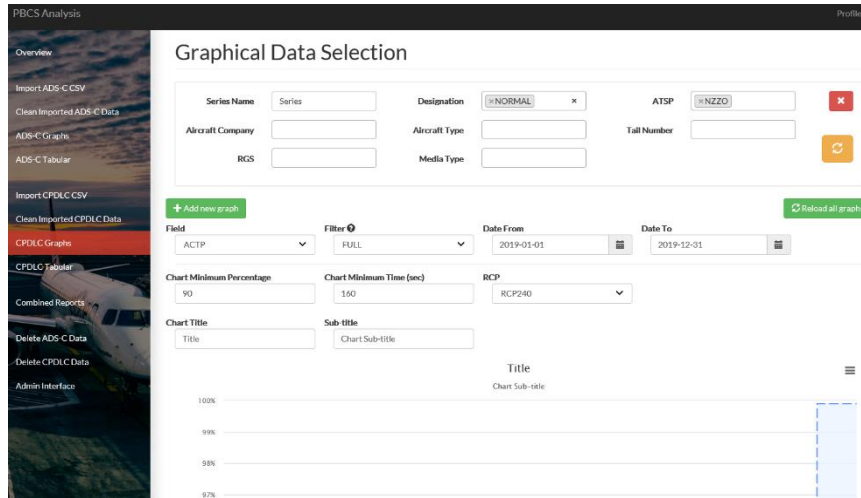 PBCS Analysis
Profile
Overview
Import ADS-C CSV
Clean Imported ADS-C Data
ADS-C Graphs
ADS-C Tabular
Import CPDLC CSV
Clean Imported CPDLC Data
CPDLC Graphs
CPDLC Tabular
Combined Reports
Delete ADS-C Data
Delete CPDLC Data
Admin Interface
Graphical Data Selection
Series Name Series Designation ×NORMAL × ATSP ×NZZO
Aircraft Company Aircraft Type Tail Number
RGS Media Type
+ Add new graph Reload all graph
Field Filter Date From Date To
ACTP FULL 2019-01-01 2019-12-31
Chart Minimum Percentage Chart Minimum Time (sec) RCP
90 160 RCP240
Chart Title Sub-title
Title Chart Sub-title
Title
Chart Sub-title
100%
99%
98%
97%